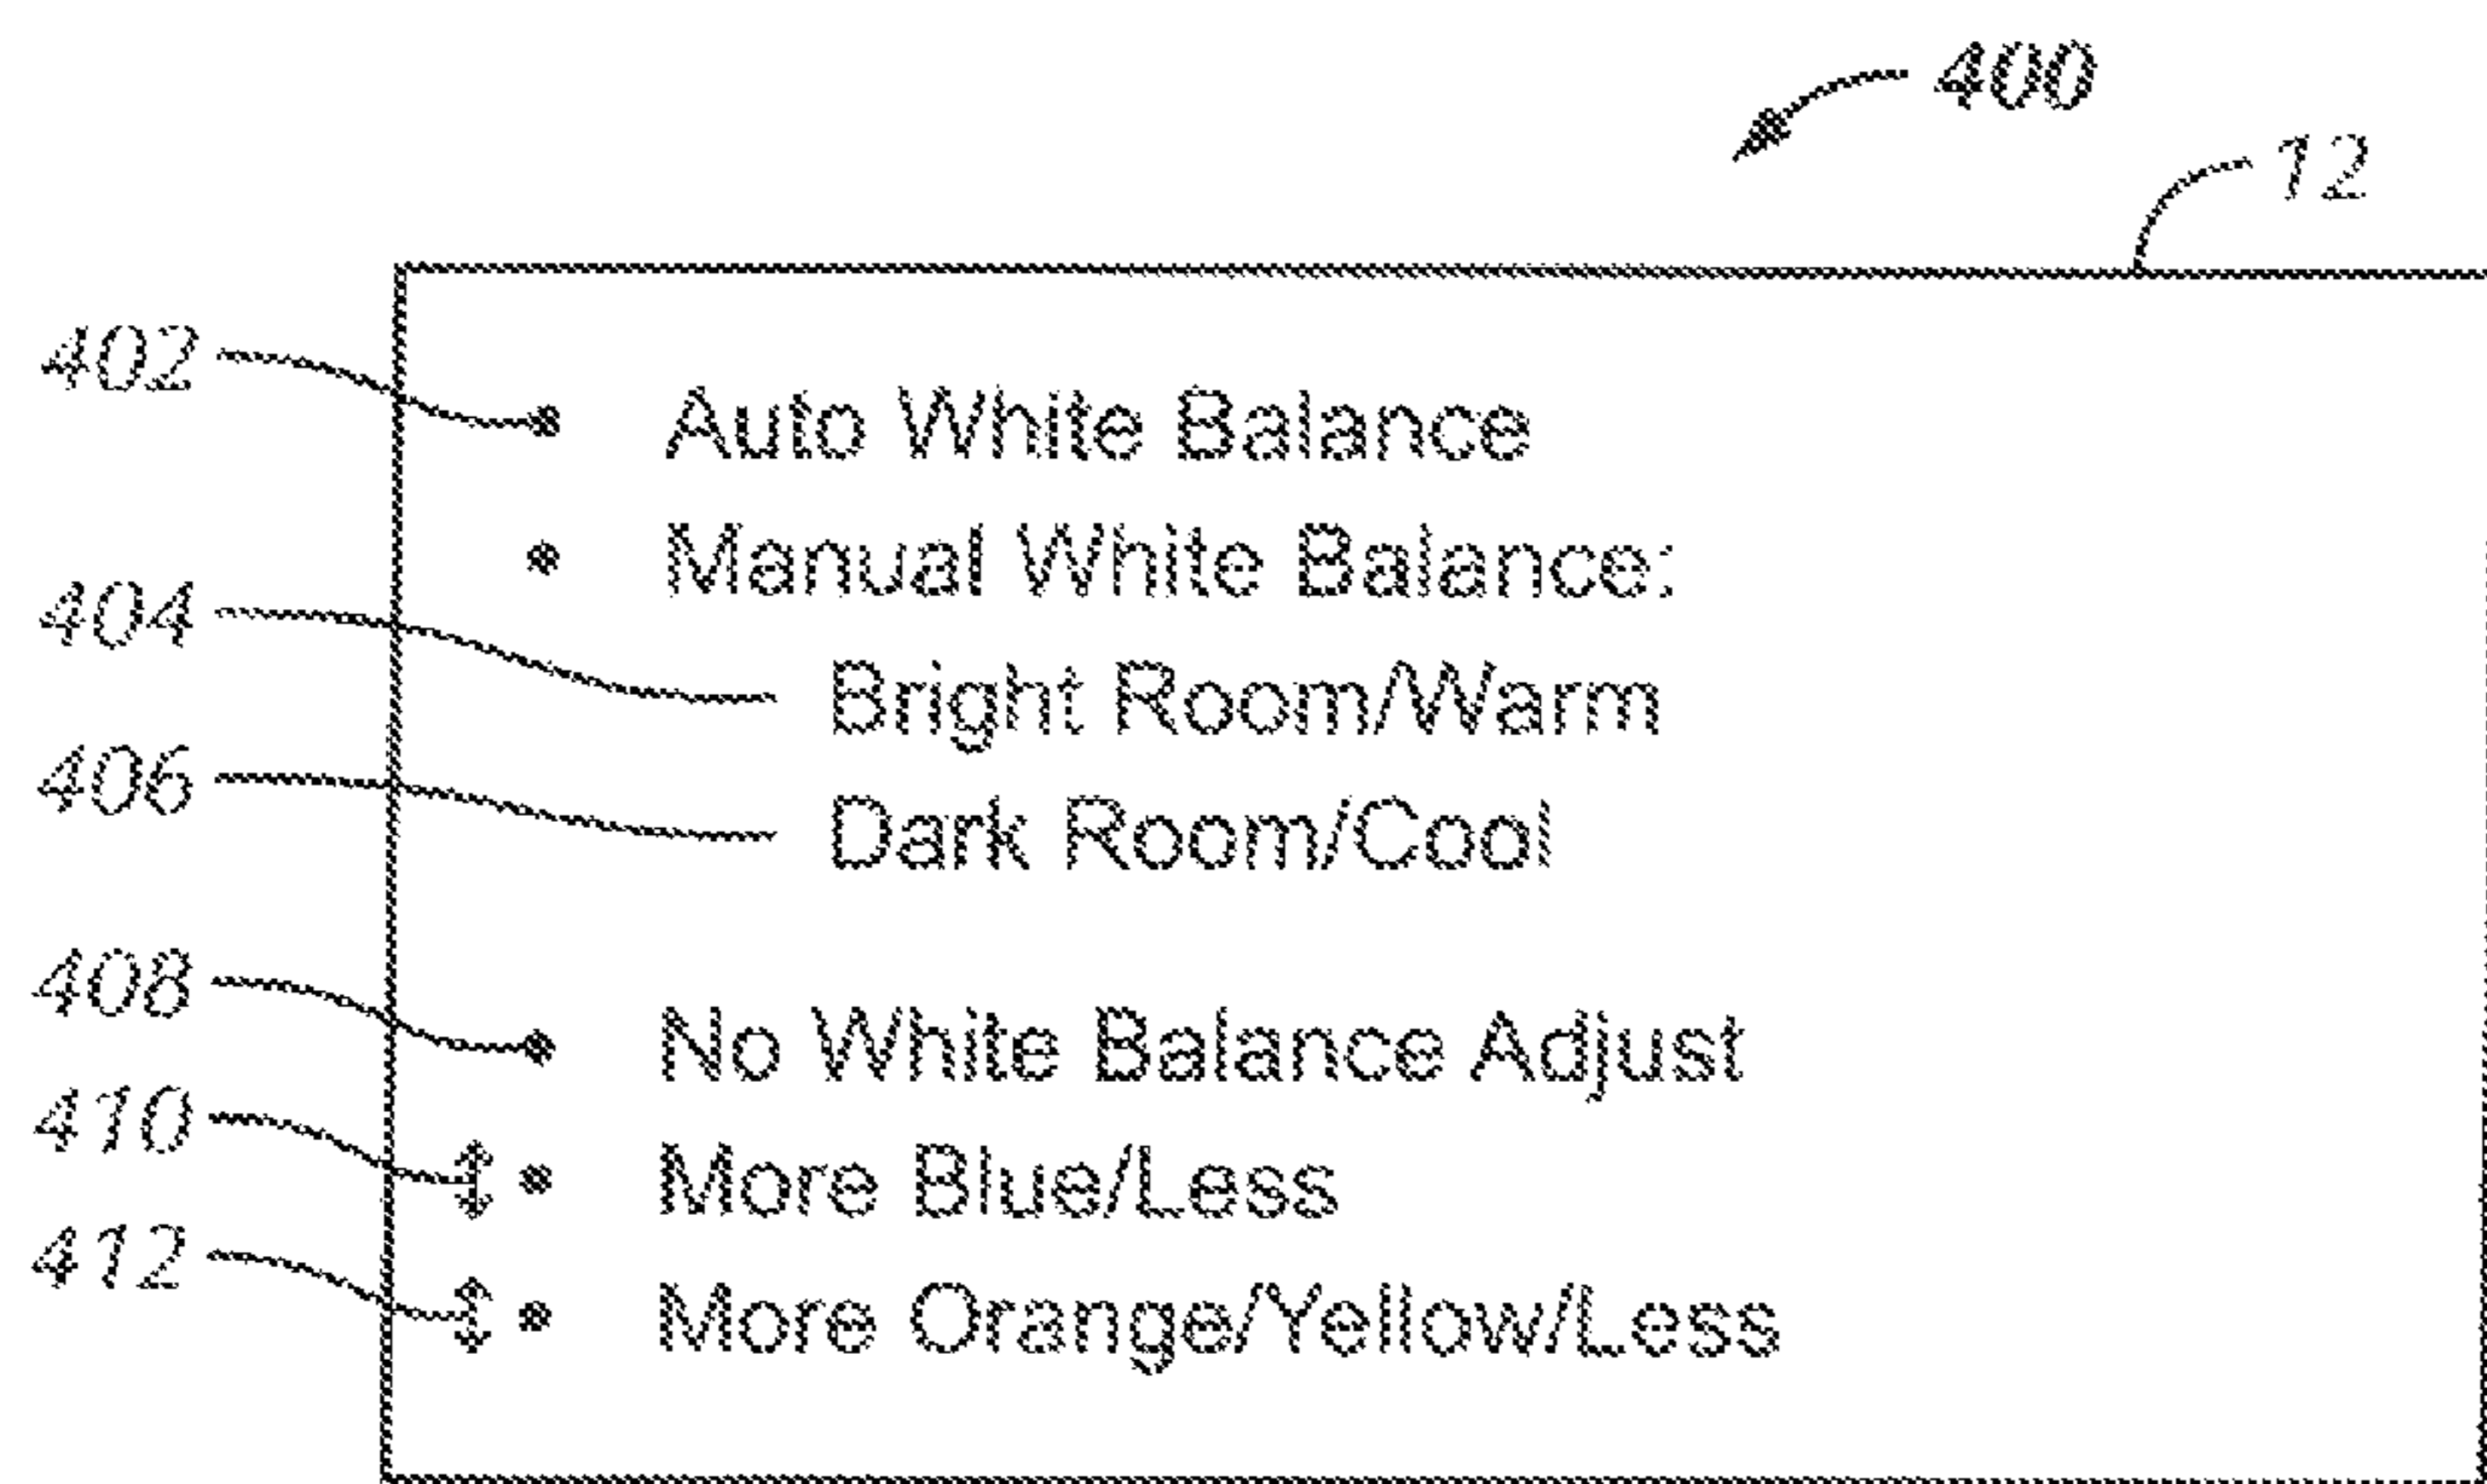 400
12
402 • Auto White Balance
• Manual White Balance:
404 Bright Room/Warm
406 Dark Room/Cool
408 • No White Balance Adjust
410 • More Blue/Less
412 • More Orange/Yellow/Less